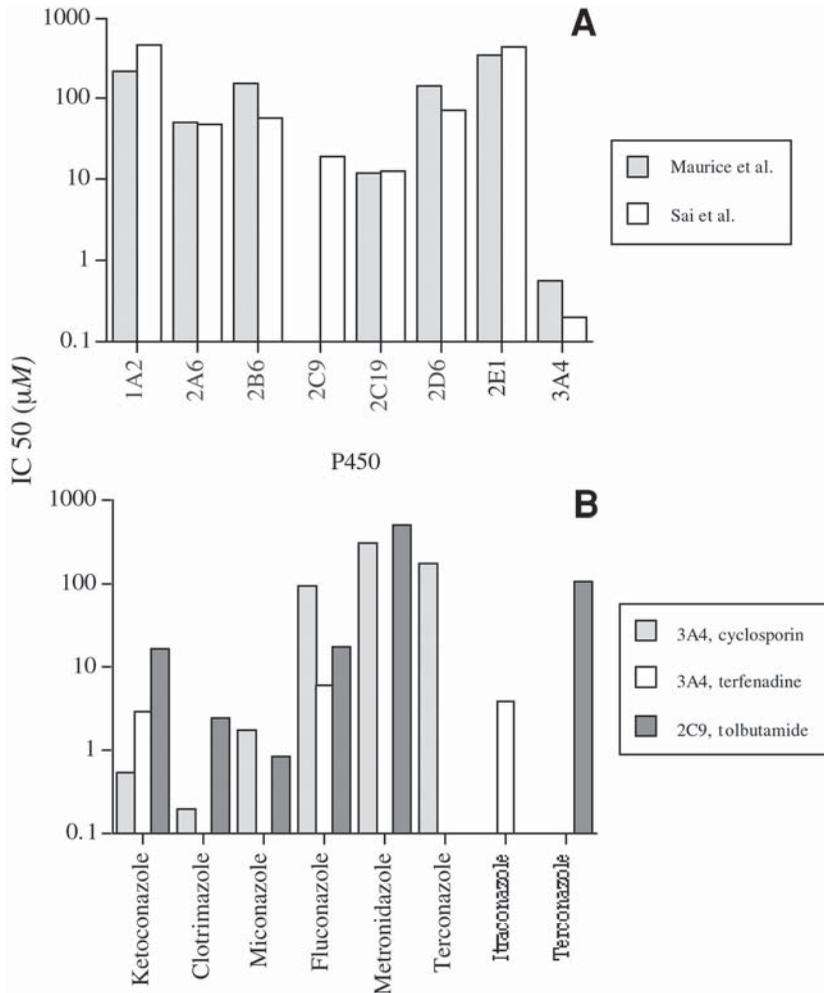 A
1000
100
10
1
0.1
1A2
2A6
2B6
2C9
2C19
2D6
2E1
3A4
Maurice et al.
Sai et al.
IC 50 (μM)
P450
B
1000
100
10
1
0.1
Ketoconazole
Clotrimazole
Miconazole
Fluconazole
Metronidazole
Terconazole
Itraconazole
Terconazole
3A4, cyclosporin
3A4, terfenadine
2C9, tolbutamide